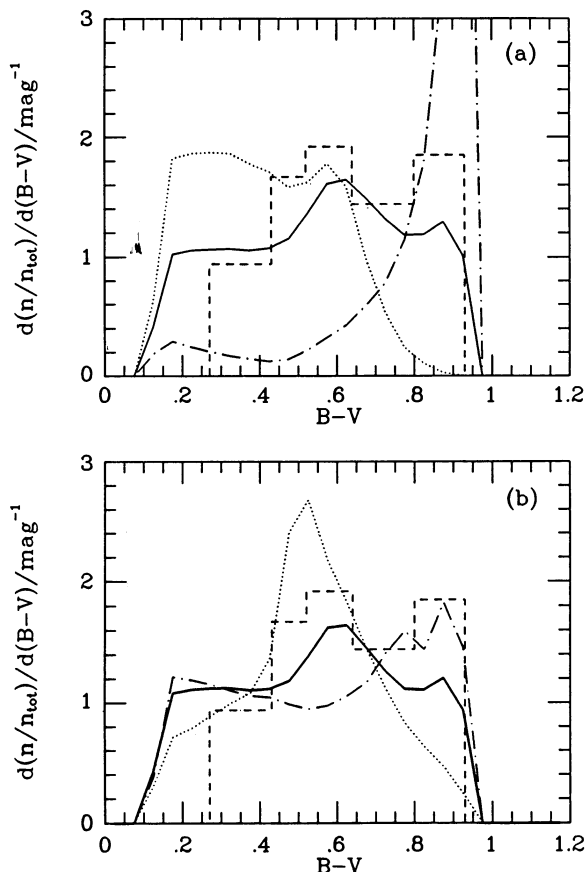 3
(a)
2
d(n/n_tot)/d(B−V)/mag⁻¹
1
0
0 .2 .4 .6 .8 1 1.2
B−V
3
(b)
2
d(n/n_tot)/d(B−V)/mag⁻¹
1
0
0 .2 .4 .6 .8 1 1.2
B−V